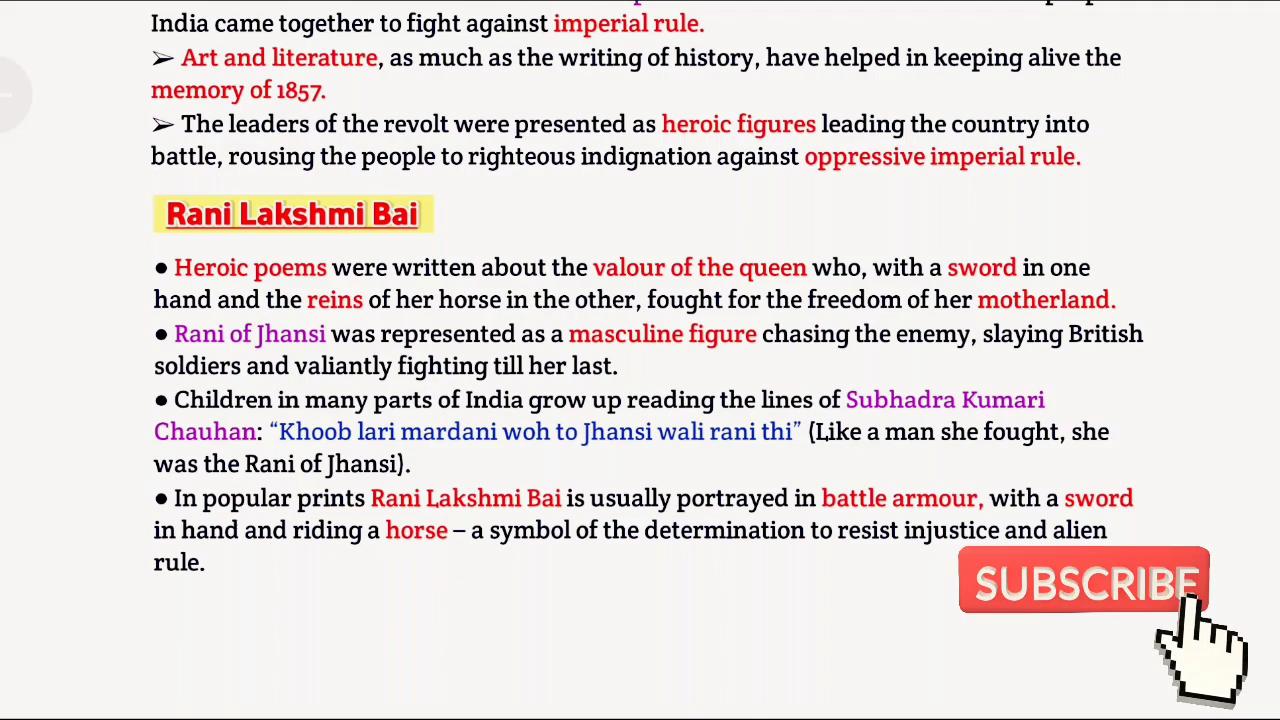 India came together to fight against imperial rule.
➢ Art and literature, as much as the writing of history, have helped in keeping alive the
memory of 1857.
➢ The leaders of the revolt were presented as heroic figures leading the country into
battle, rousing the people to righteous indignation against oppressive imperial rule.
Rani Lakshmi Bai
● Heroic poems were written about the valour of the queen who, with a sword in one
hand and the reins of her horse in the other, fought for the freedom of her motherland.
● Rani of Jhansi was represented as a masculine figure chasing the enemy, slaying British
soldiers and valiantly fighting till her last.
● Children in many parts of India grow up reading the lines of Subhadra Kumari
Chauhan: “Khoob lari mardani woh to Jhansi wali rani thi” (Like a man she fought, she
was the Rani of Jhansi).
● In popular prints Rani Lakshmi Bai is usually portrayed in battle armour, with a sword
in hand and riding a horse – a symbol of the determination to resist injustice and alien
rule.
SUBSCRIBE